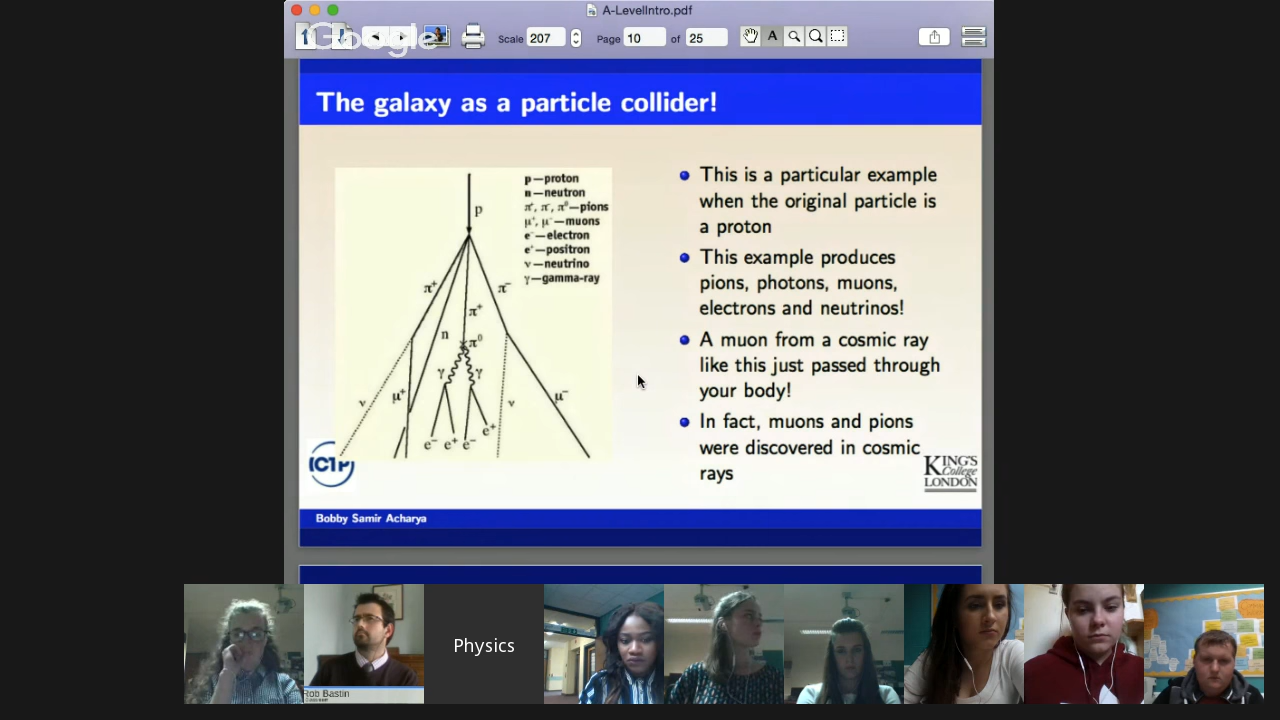 A-LevelIntro.pdf
Google
Scale 207 Page 10 of 25
The galaxy as a particle collider!
p—proton
n—neutron
π⁺, π⁻, π⁰—pions
μ⁺, μ⁻—muons
e⁻—electron
e⁺—positron
ν—neutrino
γ—gamma-ray
p
π⁺
π⁻
π⁺
n
π⁰
γ
γ
ν
μ⁺
ν
μ⁻
e⁻ e⁺ e⁻ e⁺
This is a particular example
when the original particle is
a proton
This example produces
pions, photons, muons,
electrons and neutrinos!
A muon from a cosmic ray
like this just passed through
your body!
In fact, muons and pions
were discovered in cosmic
rays
ICTP
KING'S
College
LONDON
Bobby Samir Acharya
Physics
Rob Bastin